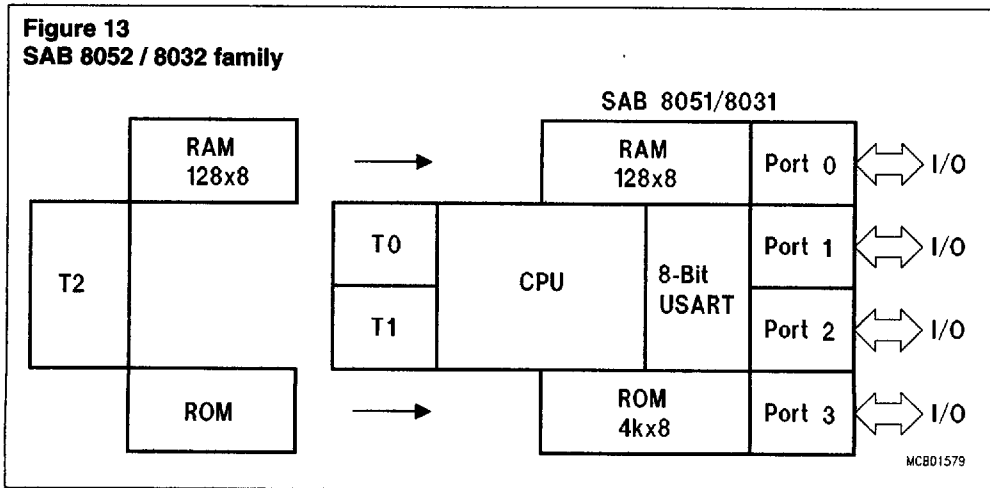 Figure 13
SAB 8052 / 8032 family
SAB 8051/8031
RAM
128x8
RAM
128x8
Port 0
I/O
T2
T0
T1
CPU
8-Bit
USART
Port 1
I/O
Port 2
I/O
ROM
ROM
4kx8
Port 3
I/O
MCB01579